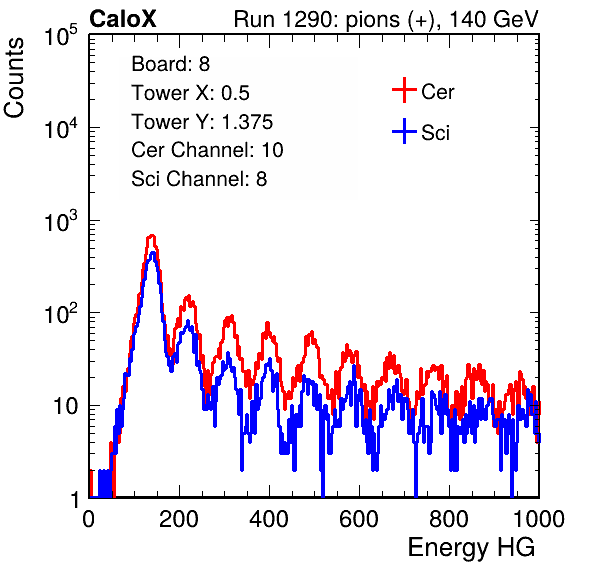 CaloX Run 1290: pions (+), 140 GeV
Counts
10^5
10^4
10^3
10^2
10
1
Board: 8
Tower X: 0.5
Tower Y: 1.375
Cer Channel: 10
Sci Channel: 8
Cer
Sci
0 200 400 600 800 1000
Energy HG